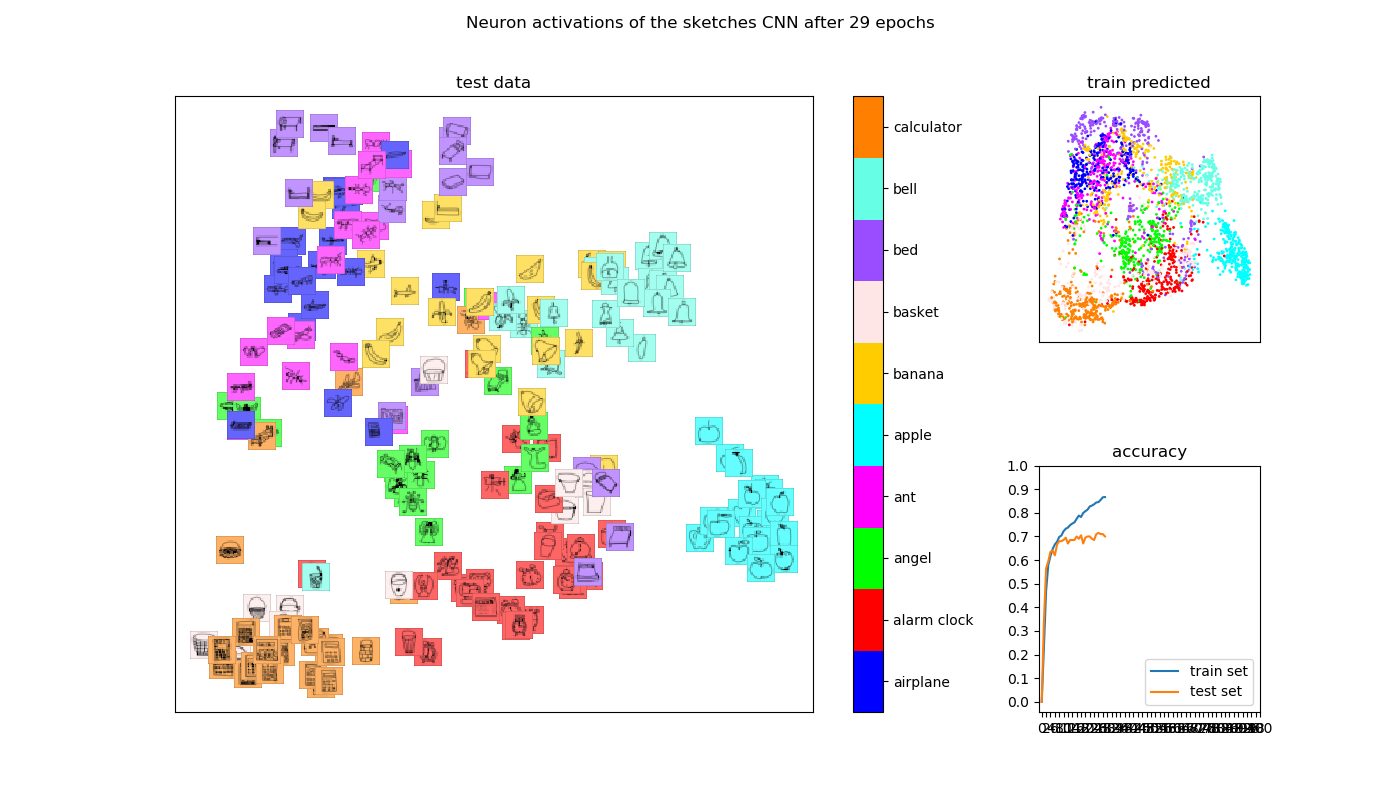 Neuron activations of the sketches CNN after 29 epochs
test data
calculator
bell
bed
basket
banana
apple
ant
angel
alarm clock
airplane
train predicted
accuracy
1.0
0.9
0.8
0.7
0.6
0.5
0.4
0.3
0.2
0.1
0.0
train set
test set